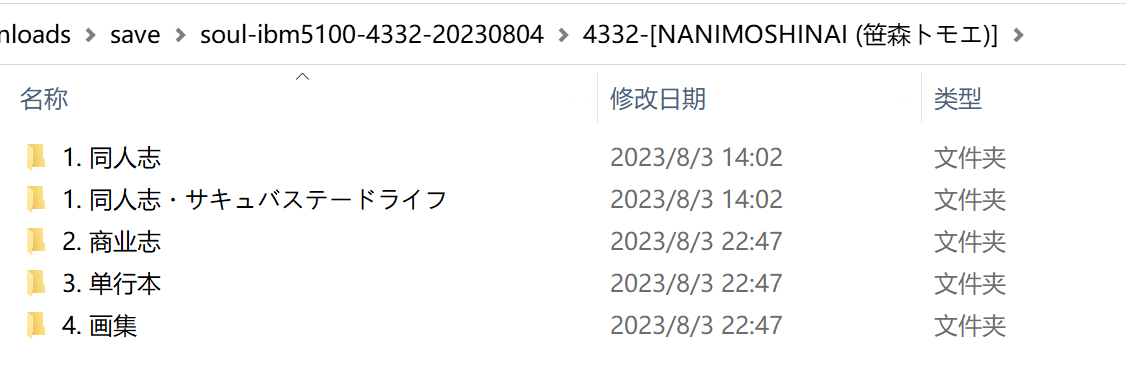 nloads > save > soul-ibm5100-4332-20230804 > 4332-[NANIMOSHINAI (笹森トモエ)] >
名称 修改日期 类型
1. 同人志 2023/8/3 14:02 文件夹
1. 同人志・サキュバステードライフ 2023/8/3 14:02 文件夹
2. 商业志 2023/8/3 22:47 文件夹
3. 单行本 2023/8/3 22:47 文件夹
4. 画集 2023/8/3 22:47 文件夹